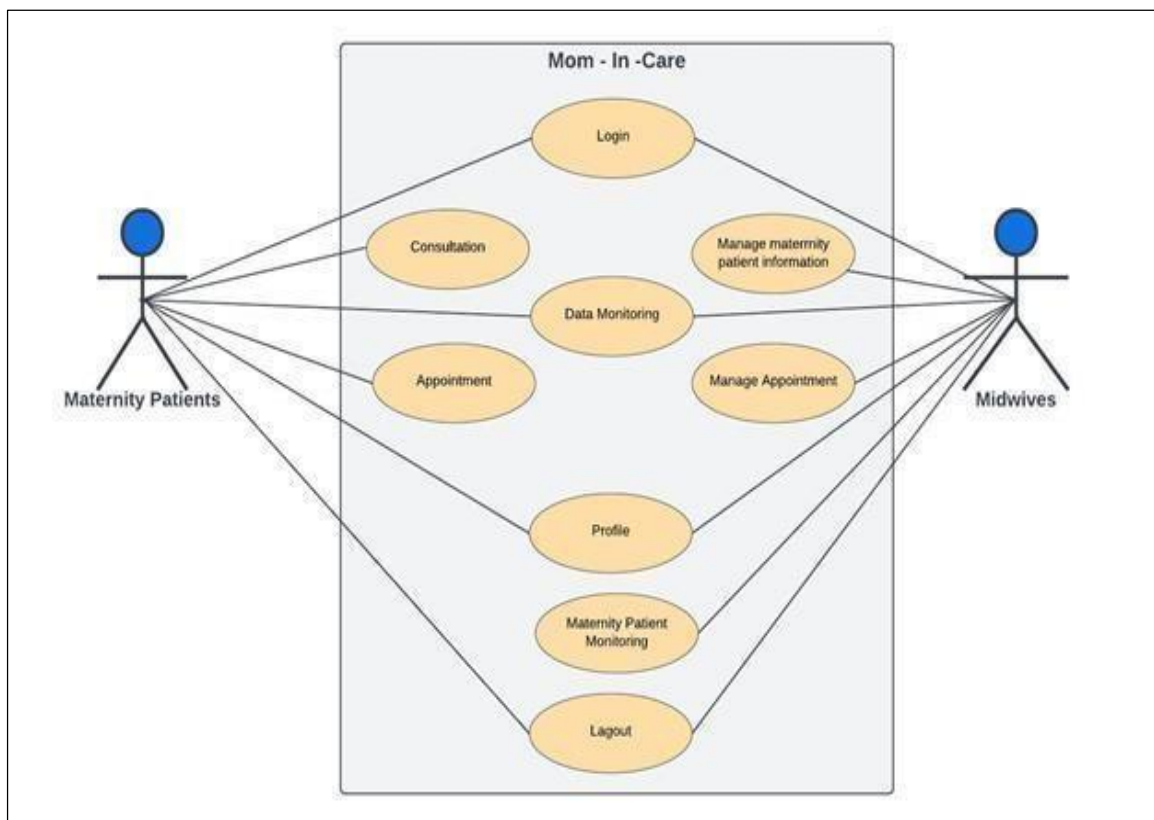 Mom - In -Care
Login
Consultation
Manage maternity
patient information
Data Monitoring
Appointment
Manage Appointment
Maternity Patients
Midwives
Profile
Maternity Patient
Monitoring
Lagout